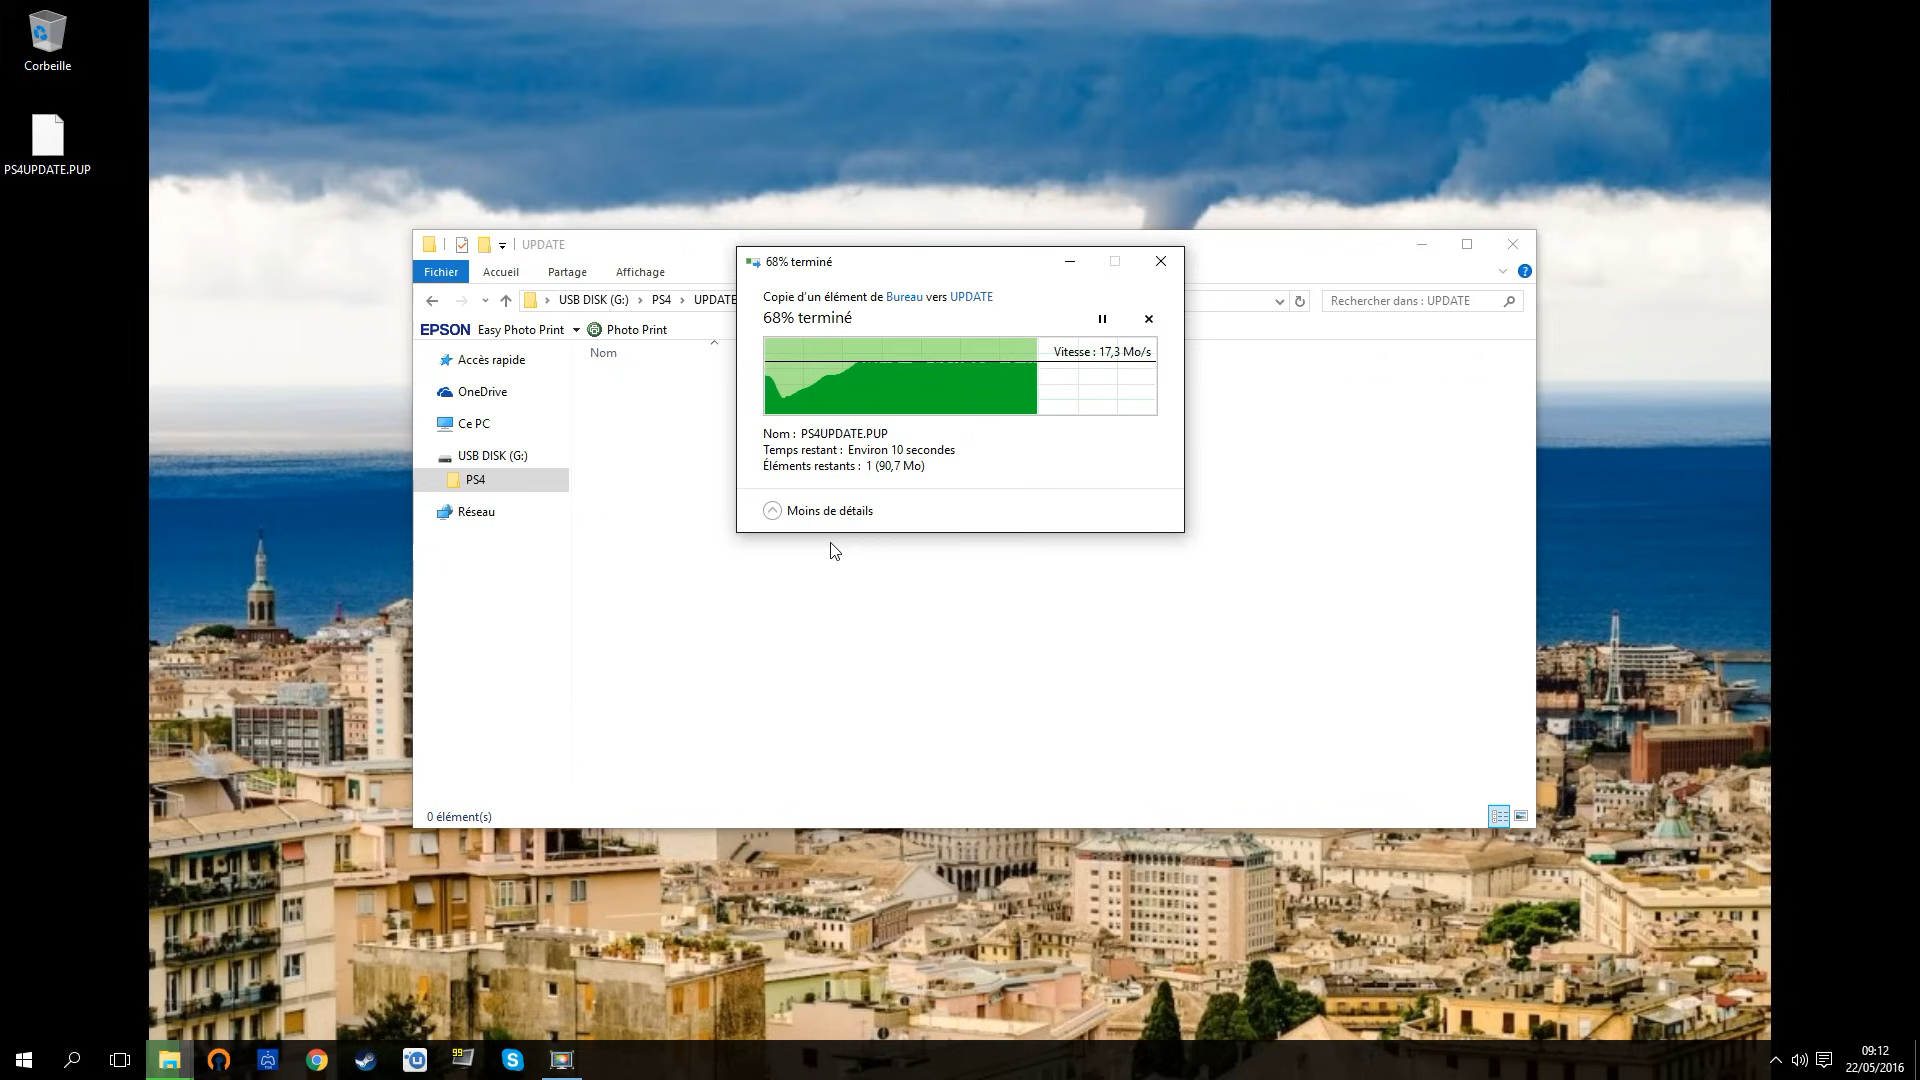 Corbeille
PS4UPDATE.PUP
UPDATE
Fichier
Accueil
Partage
Affichage
USB DISK (G:)
PS4
UPDATE
Rechercher dans : UPDATE
EPSON Easy Photo Print
Photo Print
Accès rapide
OneDrive
Ce PC
USB DISK (G:)
PS4
Réseau
Nom
0 élément(s)
68% terminé
Copie d'un élément de Bureau vers UPDATE
68% terminé
Vitesse : 17,3 Mo/s
Nom : PS4UPDATE.PUP
Temps restant : Environ 10 secondes
Éléments restants : 1 (90,7 Mo)
Moins de détails
99
09:12
22/05/2016